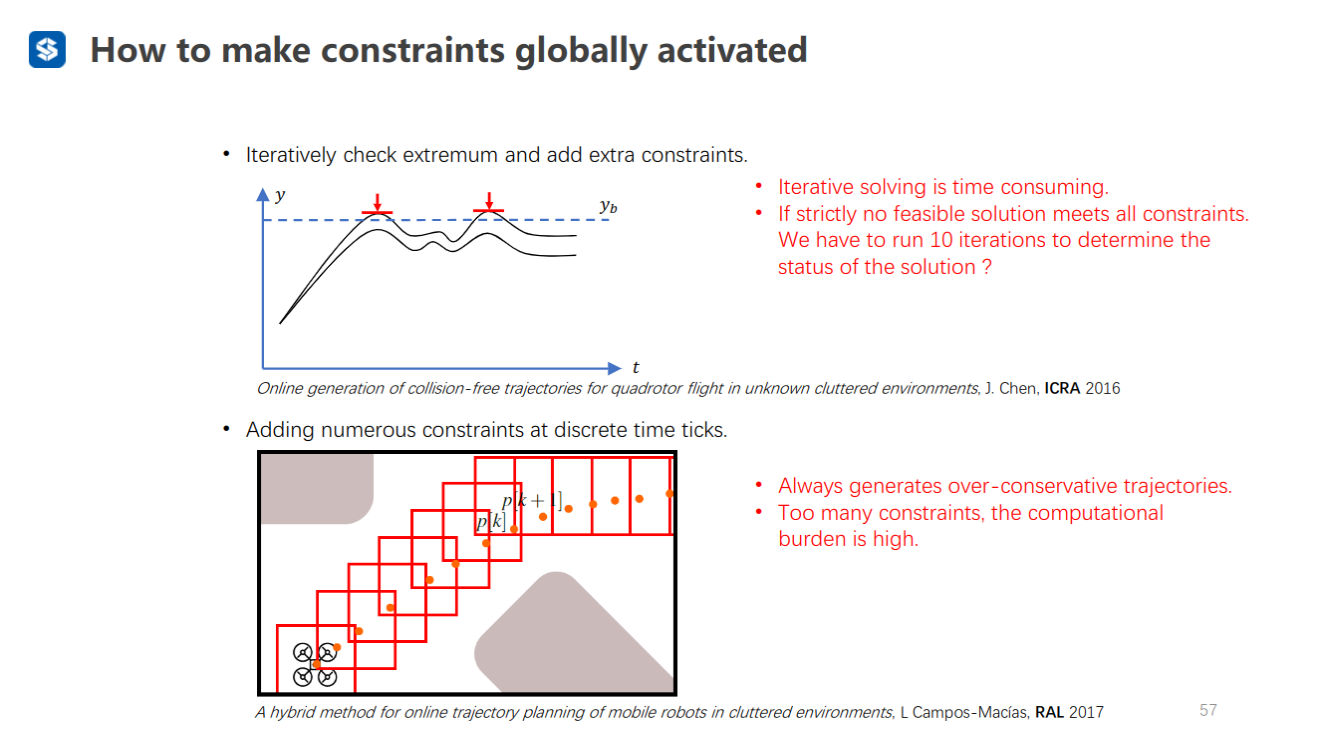 How to make constraints globally activated
• Iteratively check extremum and add extra constraints.
y
y_b
t
• Iterative solving is time consuming.
• If strictly no feasible solution meets all constraints.
We have to run 10 iterations to determine the
status of the solution ?
Online generation of collision-free trajectories for quadrotor flight in unknown cluttered environments, J. Chen, ICRA 2016
• Adding numerous constraints at discrete time ticks.
p[k+1]
p[k]
• Always generates over-conservative trajectories.
• Too many constraints, the computational
burden is high.
A hybrid method for online trajectory planning of mobile robots in cluttered environments, L Campos-Macías, RAL 2017
57